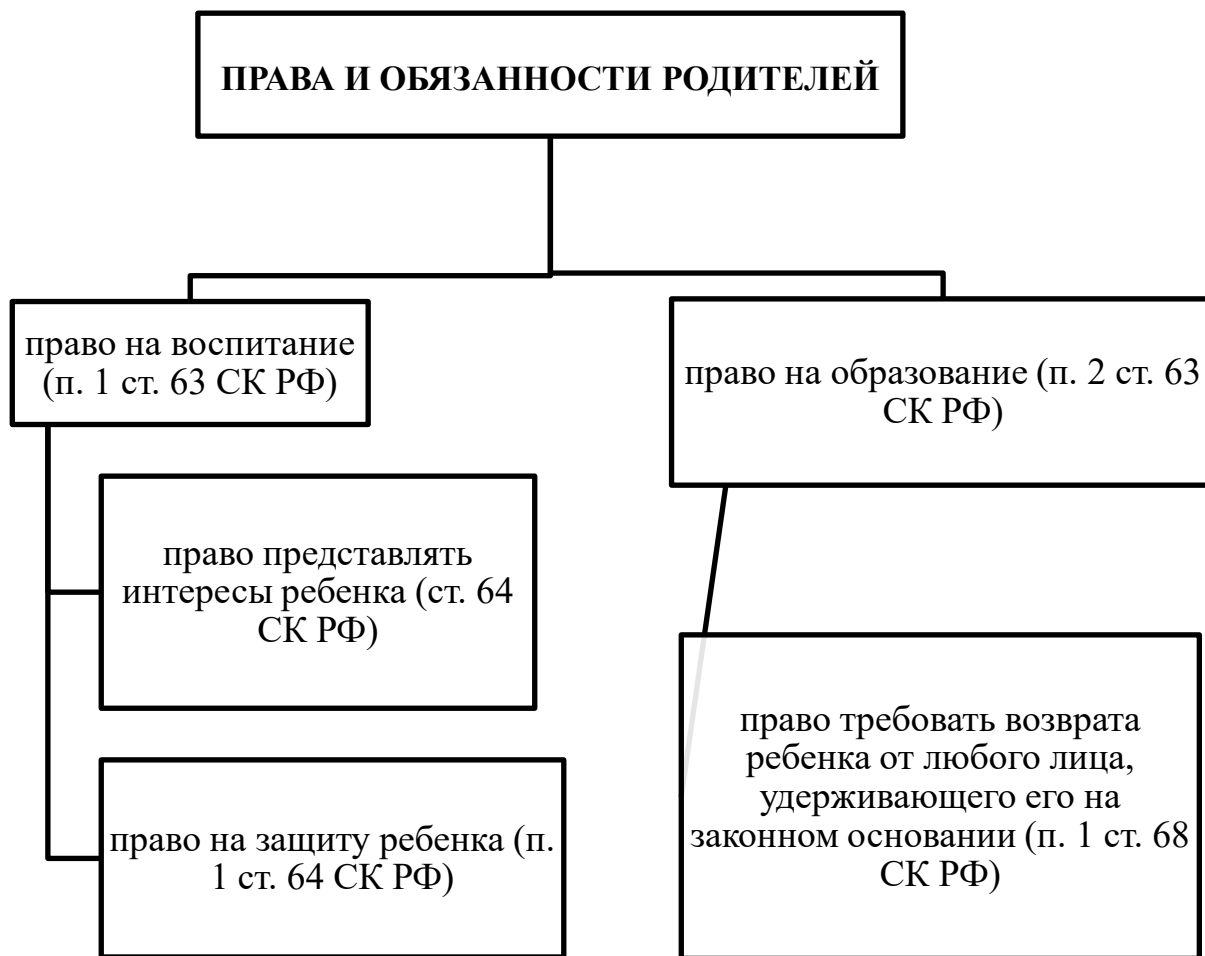 ПРАВА И ОБЯЗАННОСТИ РОДИТЕЛЕЙ
право на воспитание
(п. 1 ст. 63 СК РФ)
право на образование (п. 2 ст. 63
СК РФ)
право представлять
интересы ребенка (ст. 64
СК РФ)
право требовать возврата
ребенка от любого лица,
удерживающего его на
законном основании (п. 1 ст. 68
СК РФ)
право на защиту ребенка (п.
1 ст. 64 СК РФ)